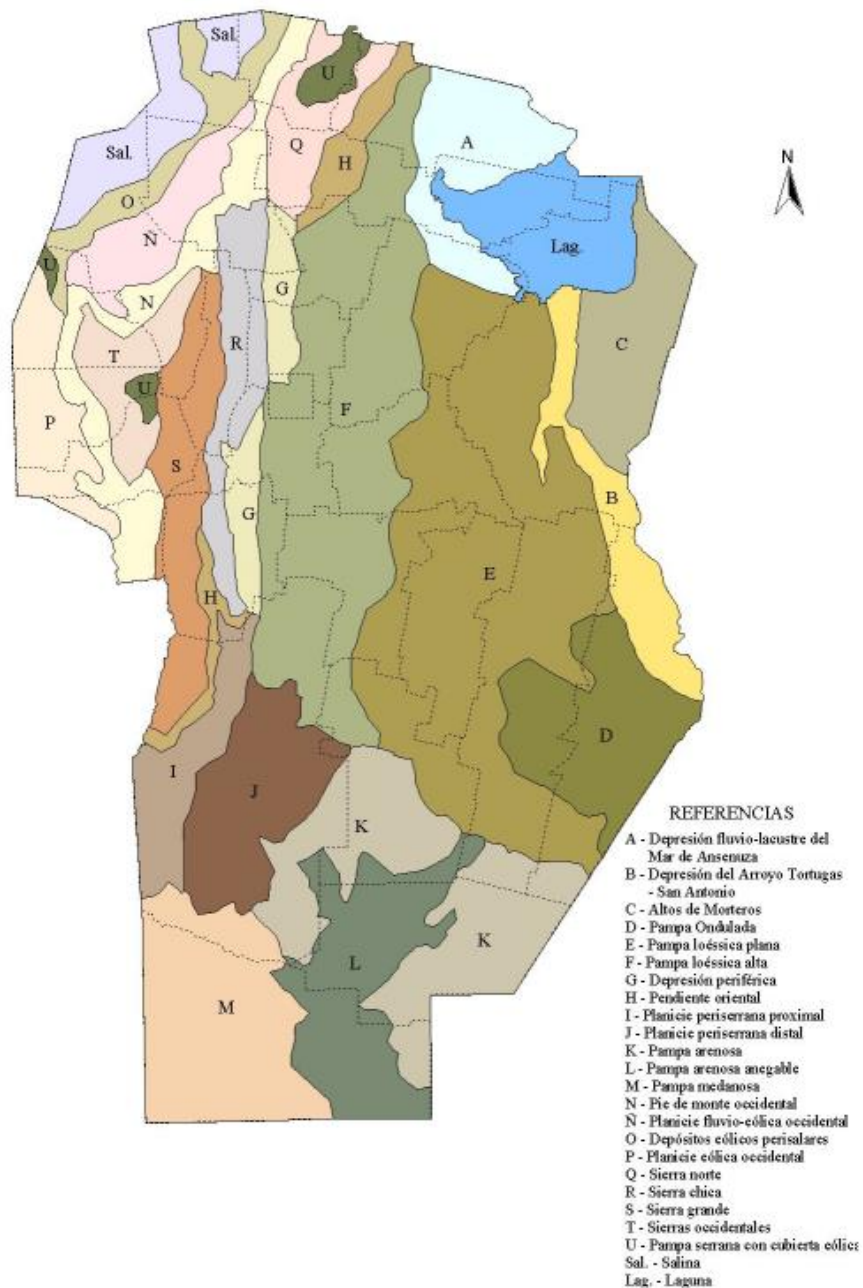 Sal.
U
Sal.
Q
A
N
H
O
Ñ
Lag.
U
N
G
C
R
T
F
U
P
S
B
G
E
H
D
I
J
K
K
L
M
REFERENCIAS
A - Depresión fluvio-lacustre del
Mar de Ansenuza
B - Depresión del Arroyo Tortugas
- San Antonio
C - Altos de Morteros
D - Pampa Ondulada
E - Pampa loéssica plana
F - Pampa loéssica alta
G - Depresión periférica
H - Pendiente oriental
I - Planicie periserrana proximal
J - Planicie periserrana distal
K - Pampa arenosa
L - Pampa arenosa anegable
M - Pampa medanosa
N - Pie de monte occidental
Ñ - Planicie fluvio-eólica occidental
O - Depósitos eólicos perisalares
P - Planicie eólica occidental
Q - Sierra norte
R - Sierra chica
S - Sierra grande
T - Sierras occidentales
U - Pampa serrana con cubierta eólica
Sal. - Salina
Lag. - Laguna